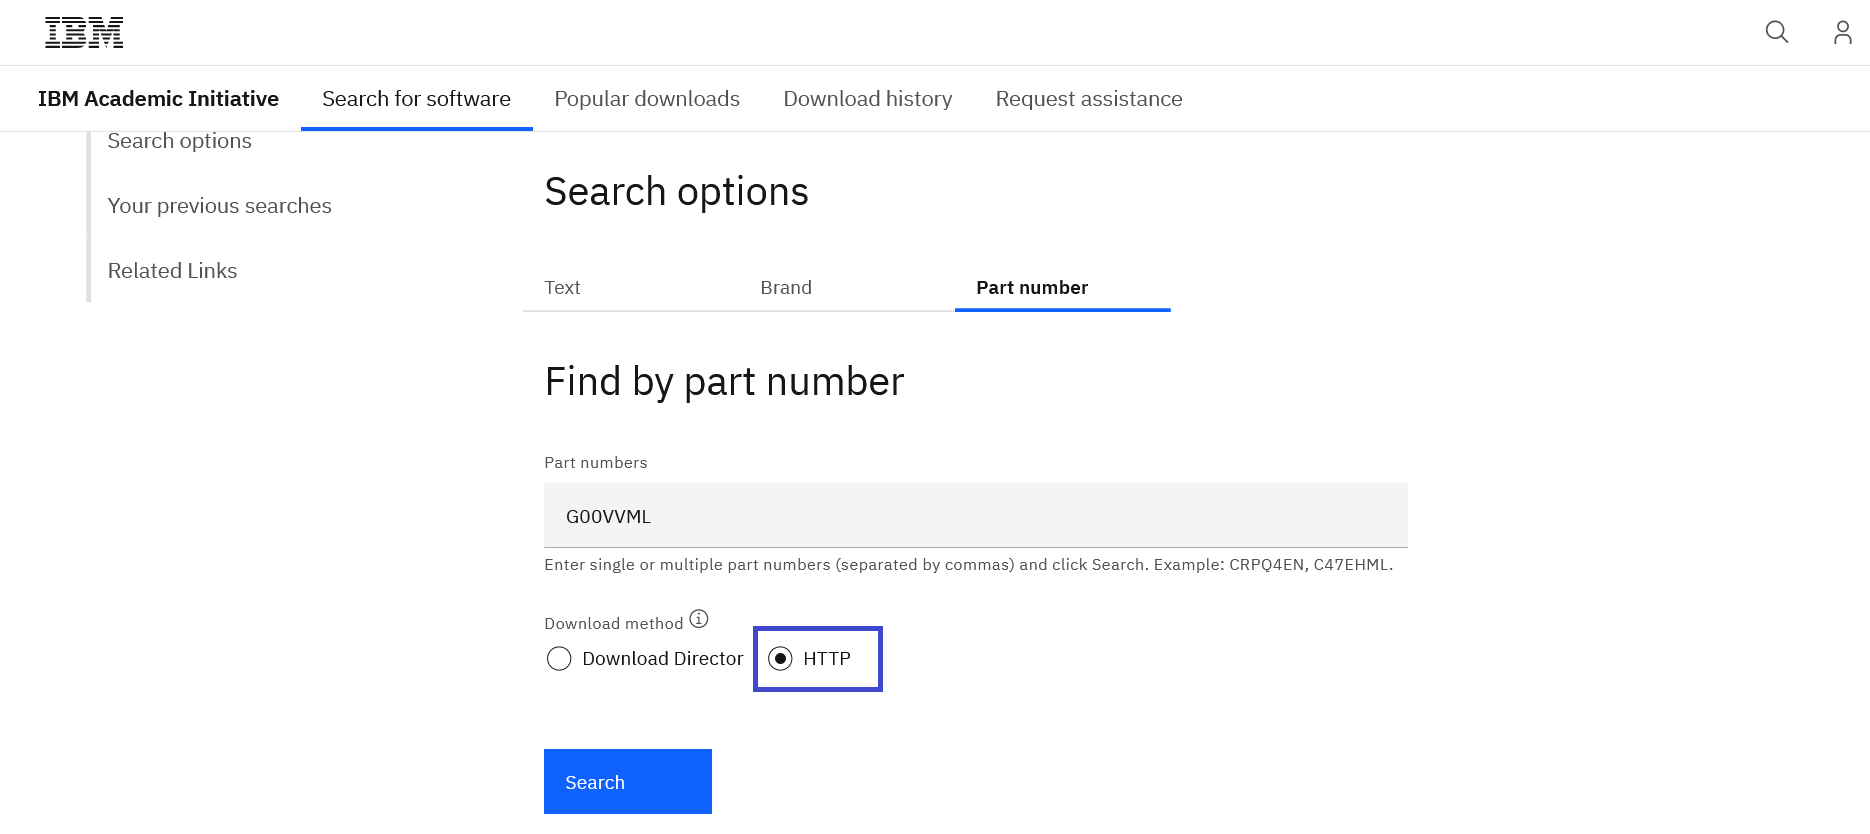 IBM
IBM Academic Initiative Search for software Popular downloads Download history Request assistance
Search options
Your previous searches
Related Links
Search options
Text Brand Part number
Find by part number
Part numbers
G00VVML
Enter single or multiple part numbers (separated by commas) and click Search. Example: CRPQ4EN, C47EHML.
Download method
Download Director HTTP
Search